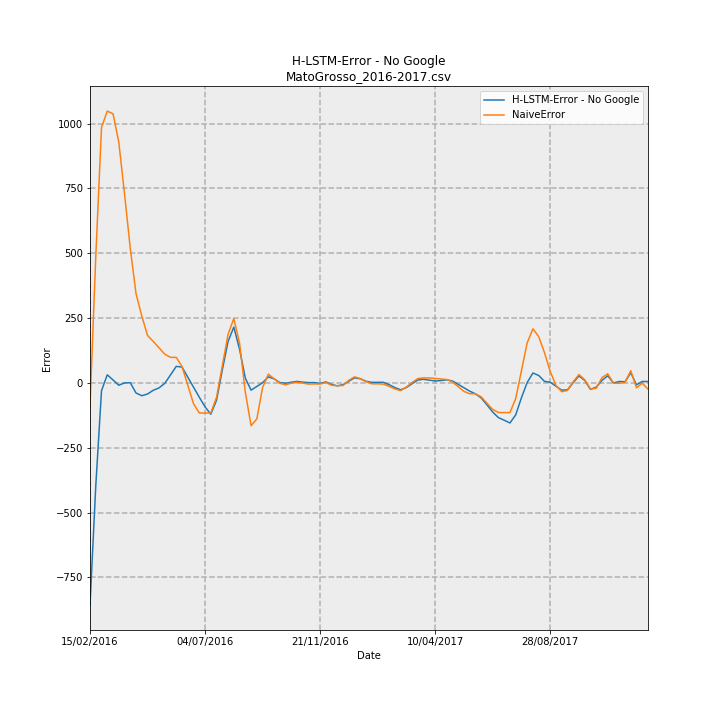 H-LSTM-Error - No Google
MatoGrosso_2016-2017.csv
H-LSTM-Error - No Google
NaiveError
1000
750
500
250
0
−250
−500
−750
Error
15/02/2016
04/07/2016
21/11/2016
10/04/2017
28/08/2017
Date